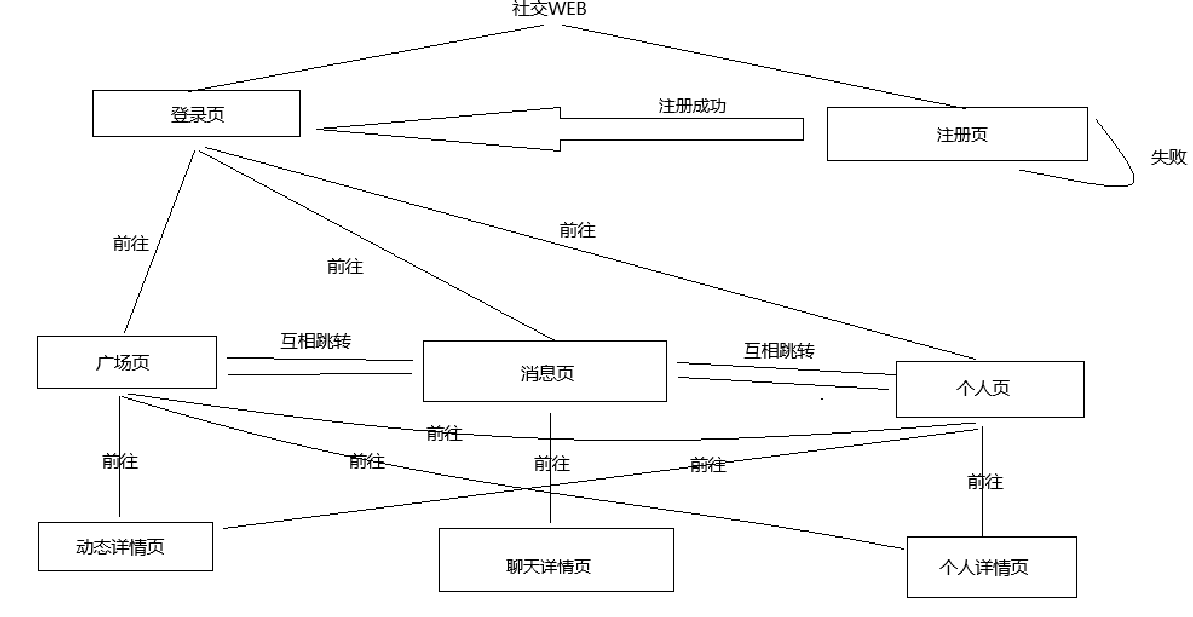 社交WEB
登录页
注册成功
注册页
失败
前往
前往
前往
广场页
互相跳转
消息页
互相跳转
个人页
前往
前往
前往
前往
前往
前往
动态详情页
聊天详情页
个人详情页